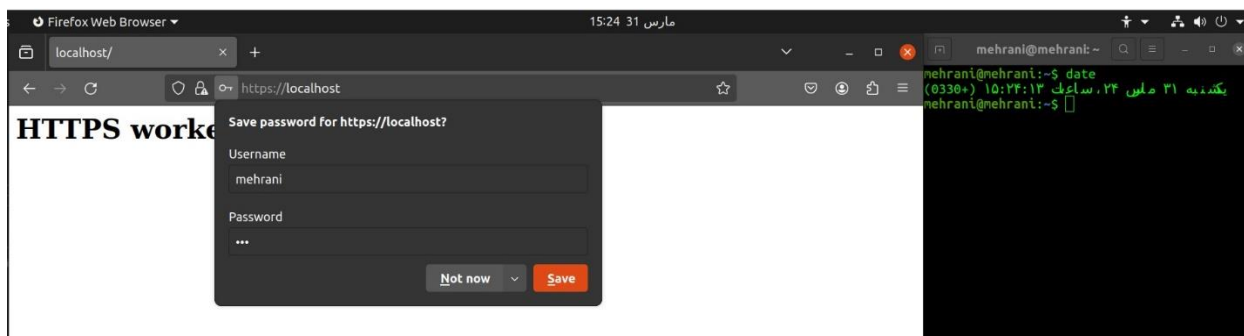 Firefox Web Browser
مارس 31 15:24
localhost/
https://localhost
HTTPS worke
Save password for https://localhost?
Username
mehrani
Password
•••
Not now
Save
mehrani@mehrani: ~
mehrani@mehrani:~$ date
یکشنبه ۳۱ مارس ۲۴، ساعت ۱۵:۲۴:۱۳ (+0330)
mehrani@mehrani:~$